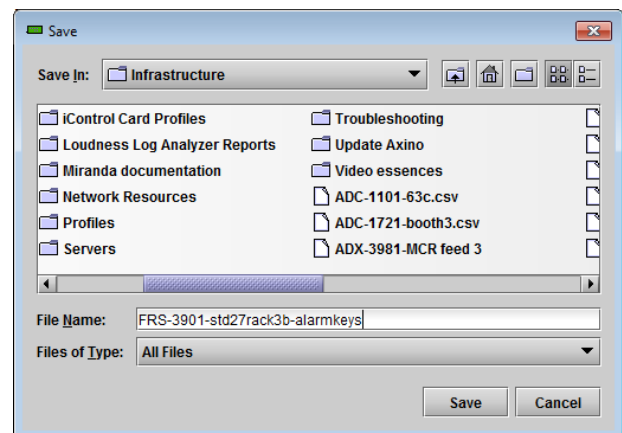 Save
Save In: Infrastructure
iControl Card Profiles
Loudness Log Analyzer Reports
Miranda documentation
Network Resources
Profiles
Servers
Troubleshooting
Update Axino
Video essences
ADC-1101-63c.csv
ADC-1721-booth3.csv
ADX-3981-MCR feed 3
File Name: FRS-3901-std27rack3b-alarmkeys
Files of Type: All Files
Save Cancel